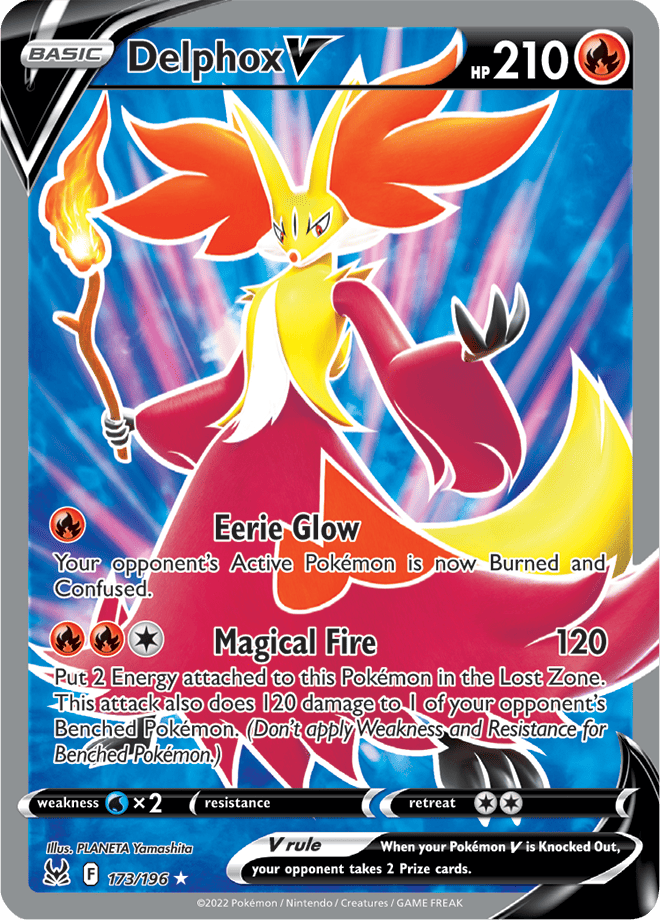 BASIC Delphox V HP 210
Eerie Glow
Your opponent's Active Pokémon is now Burned and
Confused.
Magical Fire 120
Put 2 Energy attached to this Pokémon in the Lost Zone.
This attack also does 120 damage to 1 of your opponent's
Benched Pokémon. (Don't apply Weakness and Resistance for
Benched Pokémon.)
weakness ×2 resistance retreat
Illus. PLANETA Yamashita
V rule When your Pokémon V is Knocked Out,
your opponent takes 2 Prize cards.
F 173/196 ★
©2022 Pokémon / Nintendo / Creatures / GAME FREAK